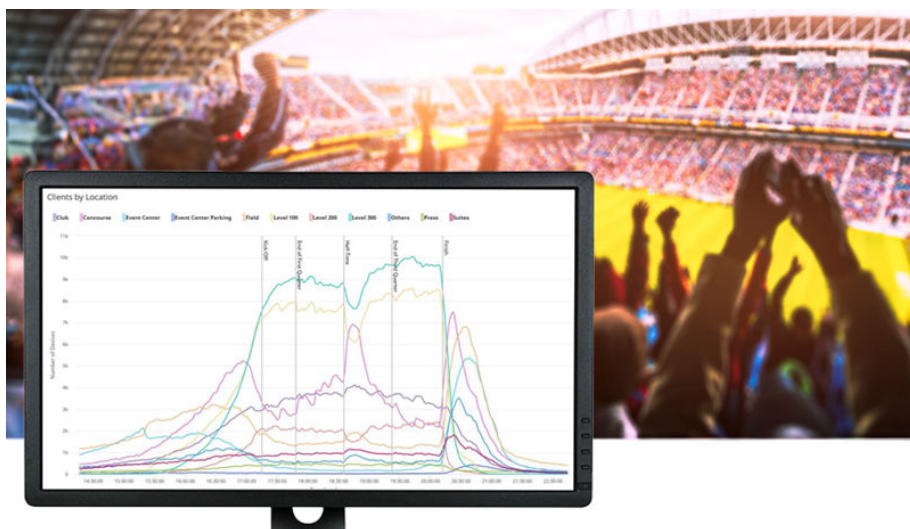 Clients by Location
Club Concourse Event Center Event Center Parking Field Level 100 Level 200 Level 300 Others Press Suites
11k
10k
9k
8k
7k
6k
5k
4k
3k
2k
1k
0
Number of Devices
Kick Off
End of First Quarter
Half Time
End of Third Quarter
Finish
14:30:00 15:00:00 15:30:00 16:00:00 16:30:00 17:00:00 17:30:00 18:00:00 18:30:00 19:00:00 19:30:00 20:00:00 20:30:00 21:00:00 21:30:00 22:00:00